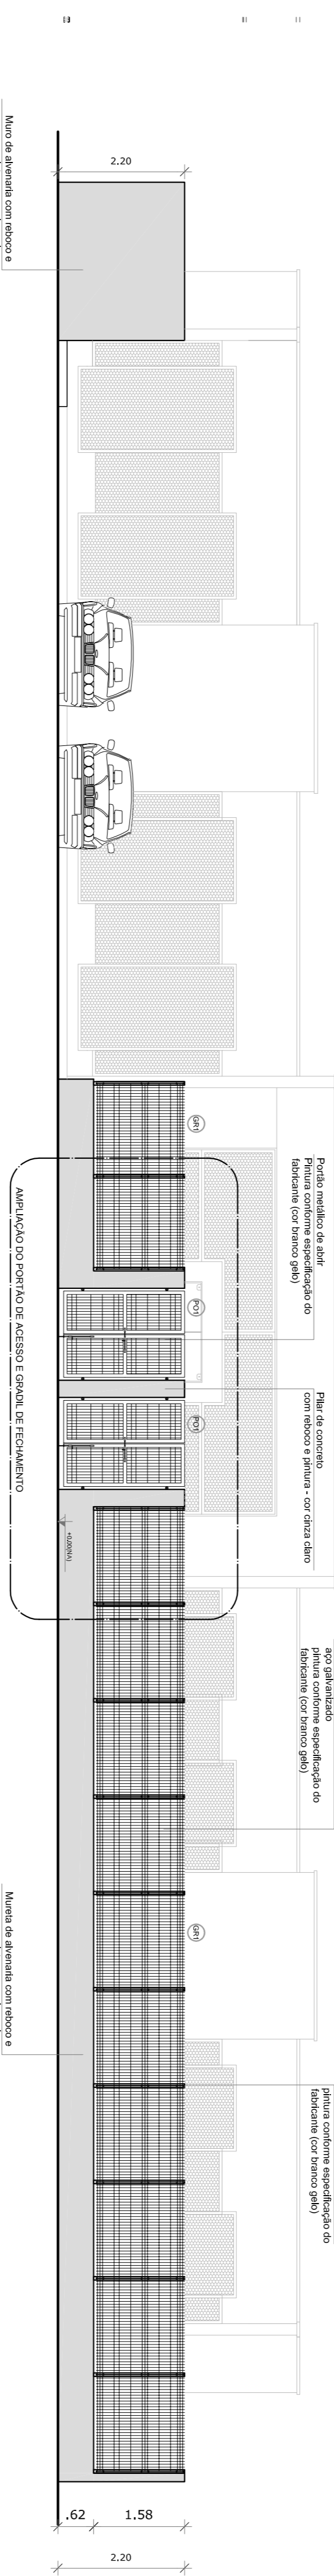 2.20
Muro de alvenaria com reboco e
GR1
Portão metálico de abrir
Pintura conforme especificação do
fabricante (cor branco gelo)
PO1
Pilar de concreto
com reboco e pintura - cor cinza claro
PO1
AMPLIAÇÃO DO PORTÃO DE ACESSO E GRADIL DE FECHAMENTO
+0,00(NA)
aço galvanizado
pintura conforme especificação do
fabricante (cor branco gelo)
GR1
pintura conforme especificação do
fabricante (cor branco gelo)
Mureta de alvenaria com reboco e
.62
1.58
2.20